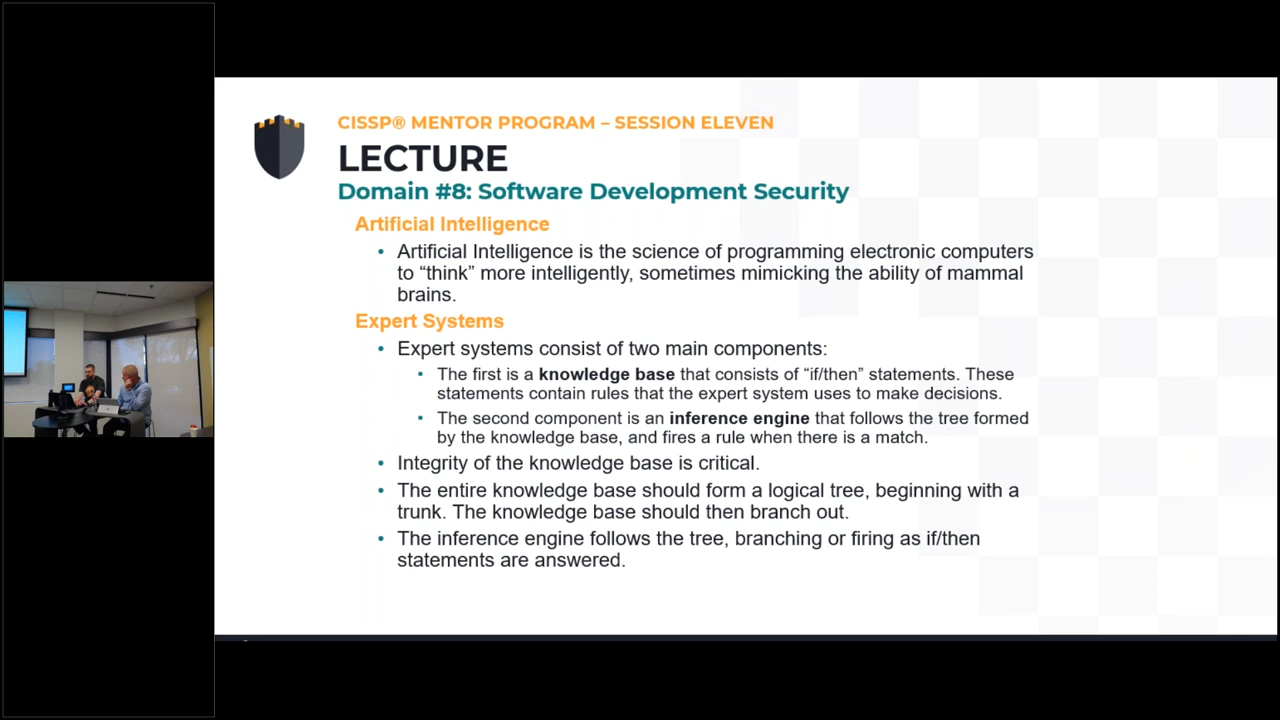 CISSP® MENTOR PROGRAM – SESSION ELEVEN
LECTURE
Domain #8: Software Development Security
Artificial Intelligence
• Artificial Intelligence is the science of programming electronic computers
to “think” more intelligently, sometimes mimicking the ability of mammal
brains.
Expert Systems
• Expert systems consist of two main components:
• The first is a knowledge base that consists of “if/then” statements. These
statements contain rules that the expert system uses to make decisions.
• The second component is an inference engine that follows the tree formed
by the knowledge base, and fires a rule when there is a match.
• Integrity of the knowledge base is critical.
• The entire knowledge base should form a logical tree, beginning with a
trunk. The knowledge base should then branch out.
• The inference engine follows the tree, branching or firing as if/then
statements are answered.